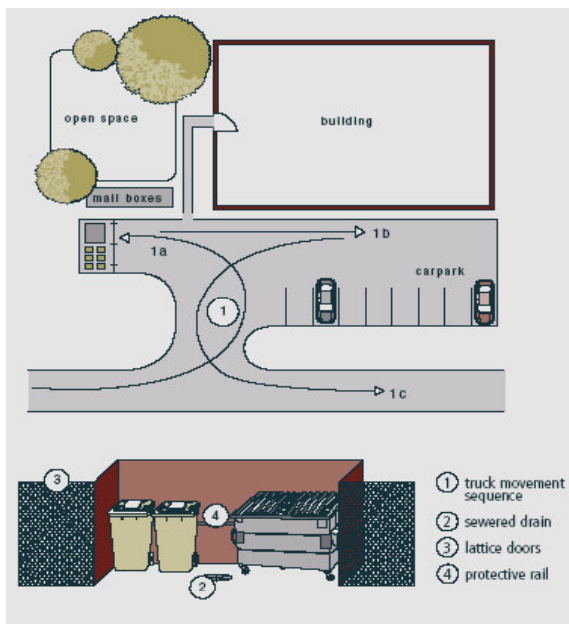 open space
building
mail boxes
1a
1b
carpark
1
1c
3
4
2
1 truck movement
sequence
2 sewered drain
3 lattice doors
4 protective rail